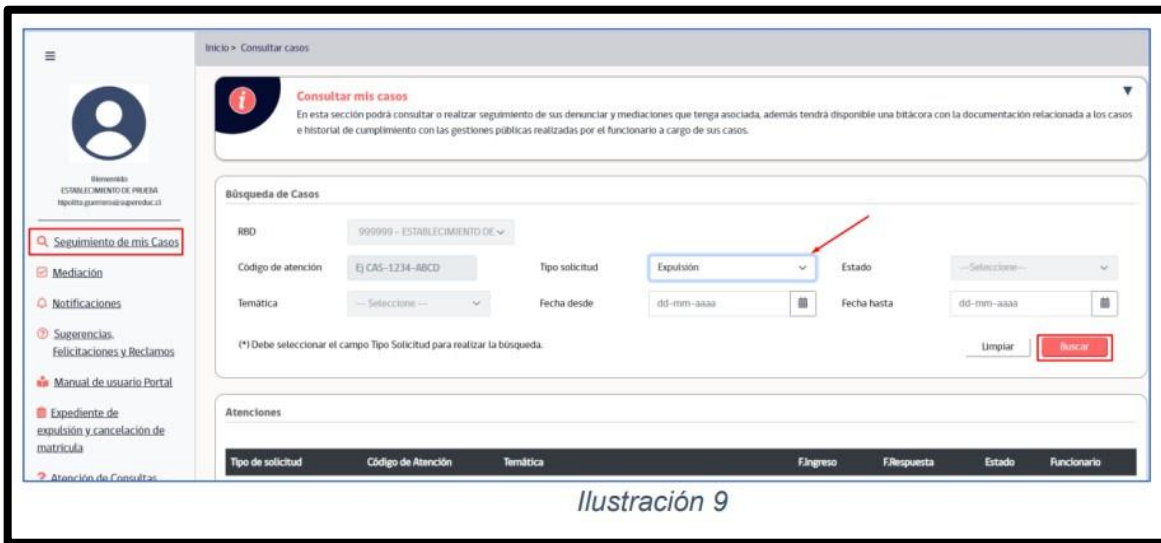 Inicio > Consultar casos
Consultar mis casos
En esta sección podrá consultar o realizar seguimiento de sus denunciar y mediaciones que tenga asociada, además tendrá disponible una bitácora con la documentación relacionada a los casos
e historial de cumplimiento con las gestiones públicas realizadas por el funcionario a cargo de sus casos.
Bienvenido
ESTABLECIMIENTO DE PRUEBA
Seguimiento de mis Casos
Mediación
Notificaciones
Sugerencias,
Felicitaciones y Reclamos
Manual de usuario Portal
Expediente de
expulsión y cancelación de
matrícula
Atención de Consultas
Búsqueda de Casos
RBD 999999 - ESTABLECIMIENTO DE
Código de atención Ej CAS-1234-ABCD Tipo solicitud Expulsión Estado ---Seleccione---
Temática --- Seleccione --- Fecha desde dd-mm-aaaa Fecha hasta dd-mm-aaaa
(*) Debe seleccionar el campo Tipo Solicitud para realizar la búsqueda. Limpiar Buscar
Atenciones
Tipo de solicitud Código de Atención Temática F.Ingreso F.Respuesta Estado Funcionario
Ilustración 9